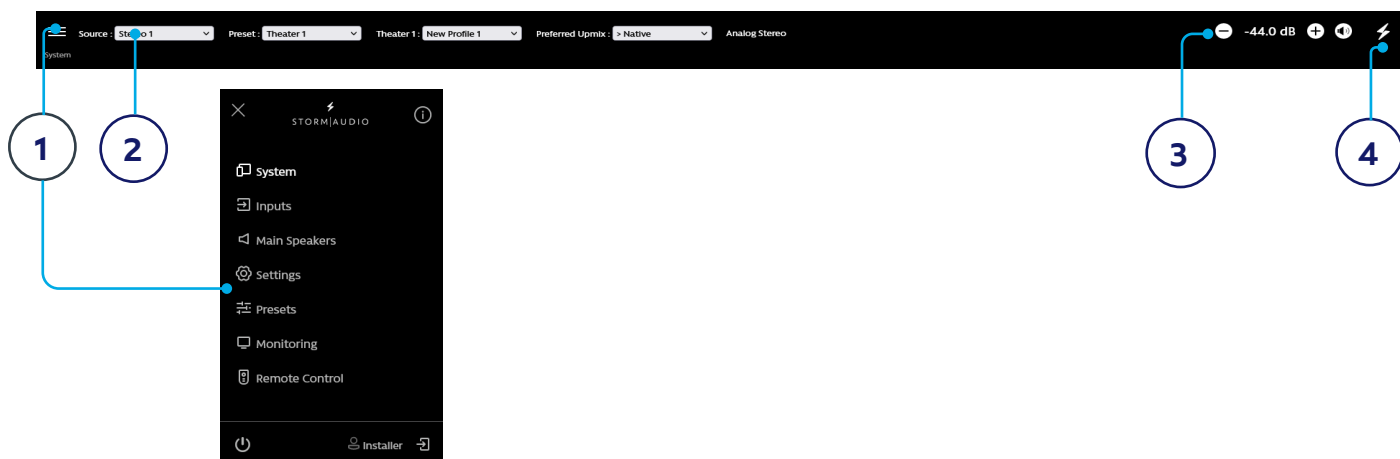 Source : Stereo 1 Preset : Theater 1 Theater 1 : New Profile 1 Preferred Upmix : > Native Analog Stereo -44.0 dB
System
1
2
3
4
STORM|AUDIO
System
Inputs
Main Speakers
Settings
Presets
Monitoring
Remote Control
Installer